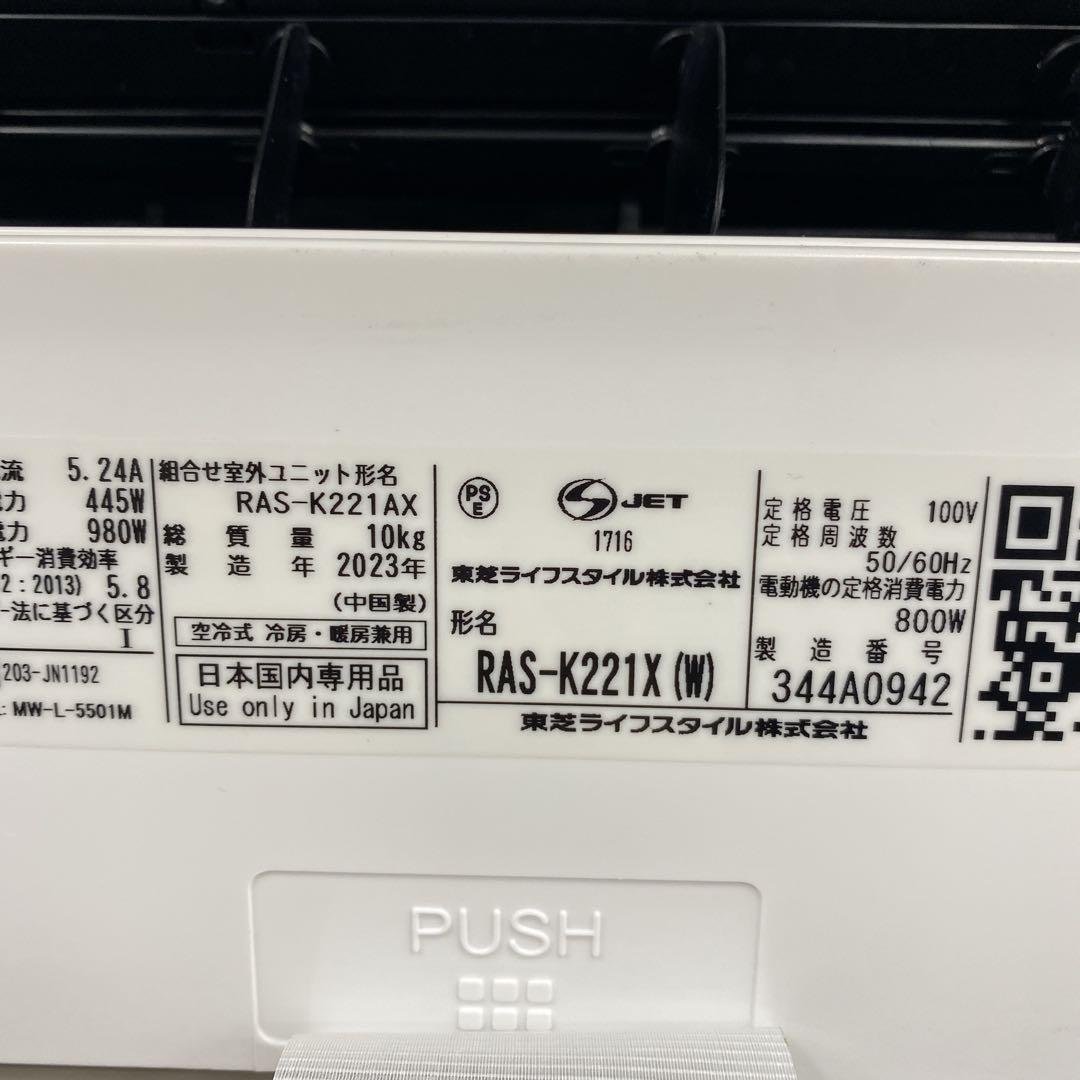 流 5.24A
電力 445W
電力 980W
ギー消費効率
2:2013) 5.8
ー法に基づく区分
I
203-JN1192
: MW-L-5501M
組合せ室外ユニット形名
RAS-K221AX
総質量 10kg
製造年 2023年
(中国製)
空冷式 冷房・暖房兼用
日本国内専用品
Use only in Japan
PS E JET
1716
東芝ライフスタイル株式会社
形名
RAS-K221X(W)
東芝ライフスタイル株式会社
定格電圧 100V
定格周波数
50/60Hz
電動機の定格消費電力
800W
製造番号
344A0942
PUSH